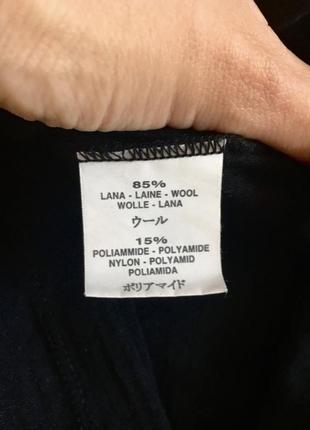 85%
LANA - LAINE - WOOL
WOLLE - LANA
ウール
15%
POLIAMMIDE - POLYAMIDE
NYLON - POLYAMID
POLIAMIDA
ポリアマイド